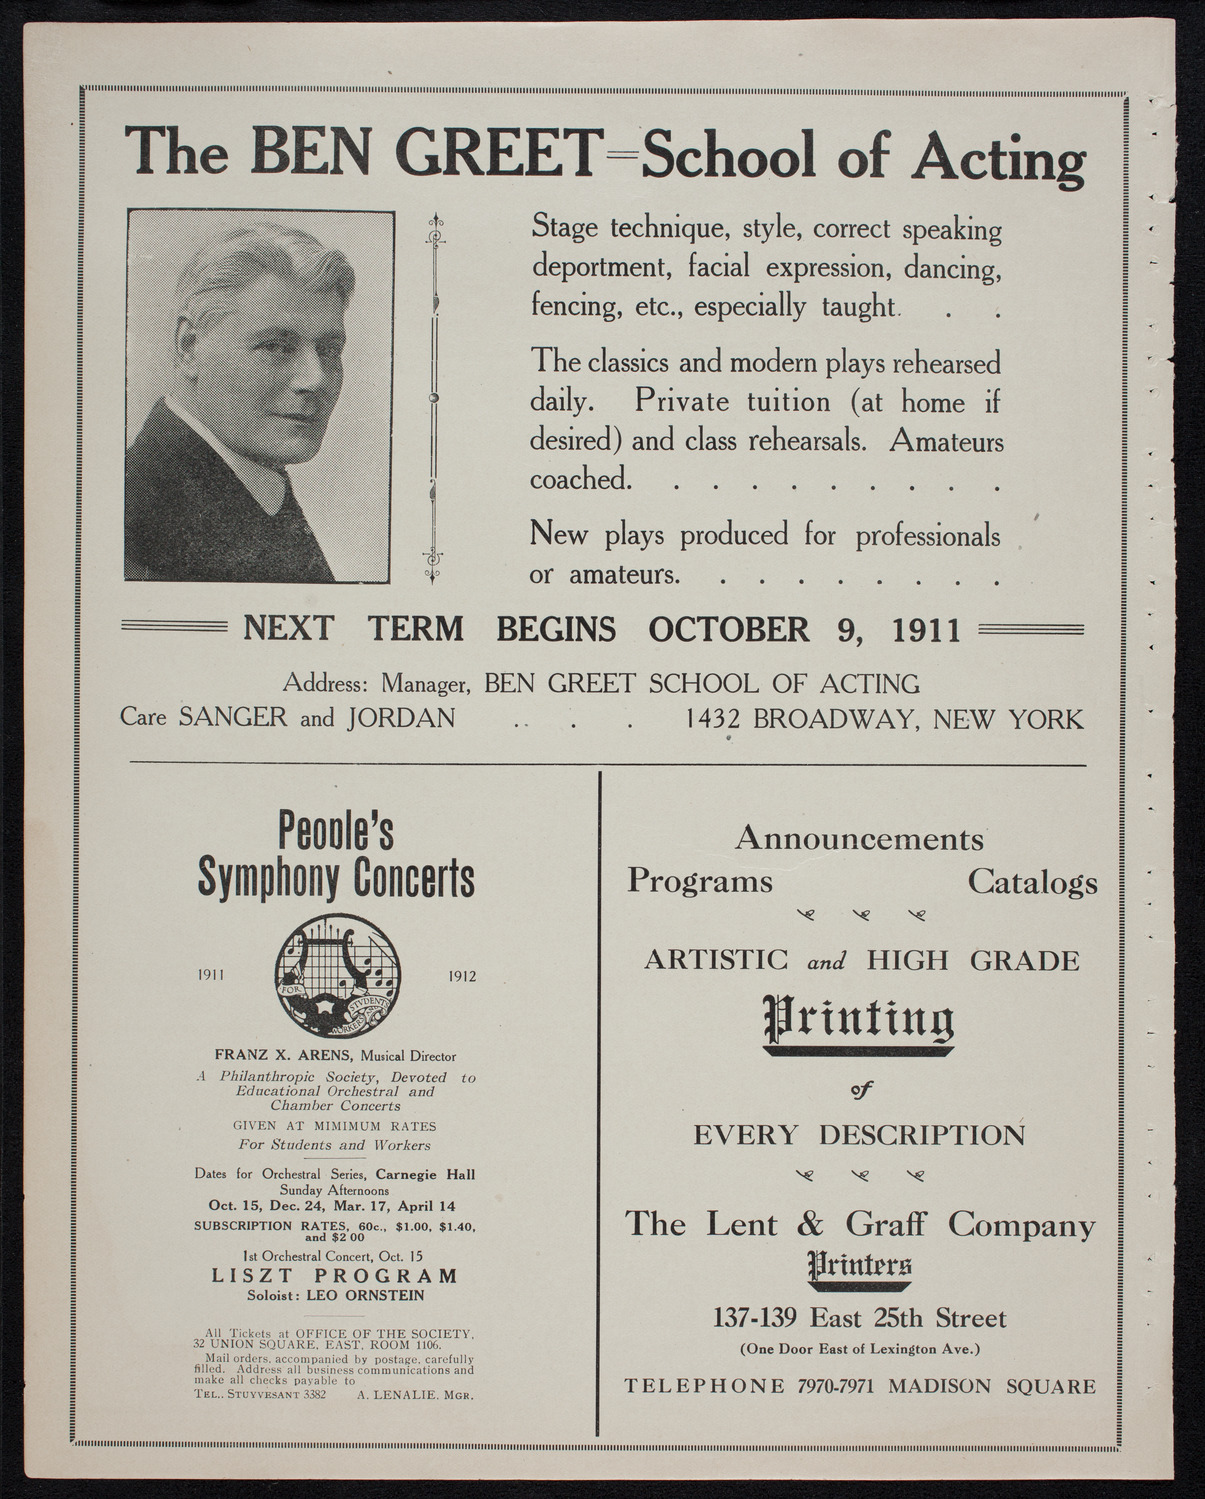 The BEN GREET=School of Acting
Stage technique, style, correct speaking
deportment, facial expression, dancing,
fencing, etc., especially taught. . .
The classics and modern plays rehearsed
daily. Private tuition (at home if
desired) and class rehearsals. Amateurs
coached. . . . . . . . . .
New plays produced for professionals
or amateurs. . . . . . . . .
NEXT TERM BEGINS OCTOBER 9, 1911
Address: Manager, BEN GREET SCHOOL OF ACTING
Care SANGER and JORDAN .. . . 1432 BROADWAY, NEW YORK
People's
Symphony Concerts
1911 1912
FOR
STUDENTS
AND
WORKERS
FRANZ X. ARENS, Musical Director
A Philanthropic Society, Devoted to
Educational Orchestral and
Chamber Concerts
GIVEN AT MIMIMUM RATES
For Students and Workers
Dates for Orchestral Series, Carnegie Hall
Sunday Afternoons
Oct. 15, Dec. 24, Mar. 17, April 14
SUBSCRIPTION RATES, 60c., $1.00, $1.40,
and $2 00
1st Orchestral Concert, Oct. 15
LISZT PROGRAM
Soloist: LEO ORNSTEIN
All Tickets at OFFICE OF THE SOCIETY,
32 UNION SQUARE, EAST, ROOM 1106.
Mail orders, accompanied by postage, carefully
filled. Address all business communications and
make all checks payable to
TEL., STUYVESANT 3382 A. LENALIE, MGR.
Announcements
Programs Catalogs
ARTISTIC and HIGH GRADE
Printing
of
EVERY DESCRIPTION
The Lent & Graff Company
Printers
137-139 East 25th Street
(One Door East of Lexington Ave.)
TELEPHONE 7970-7971 MADISON SQUARE